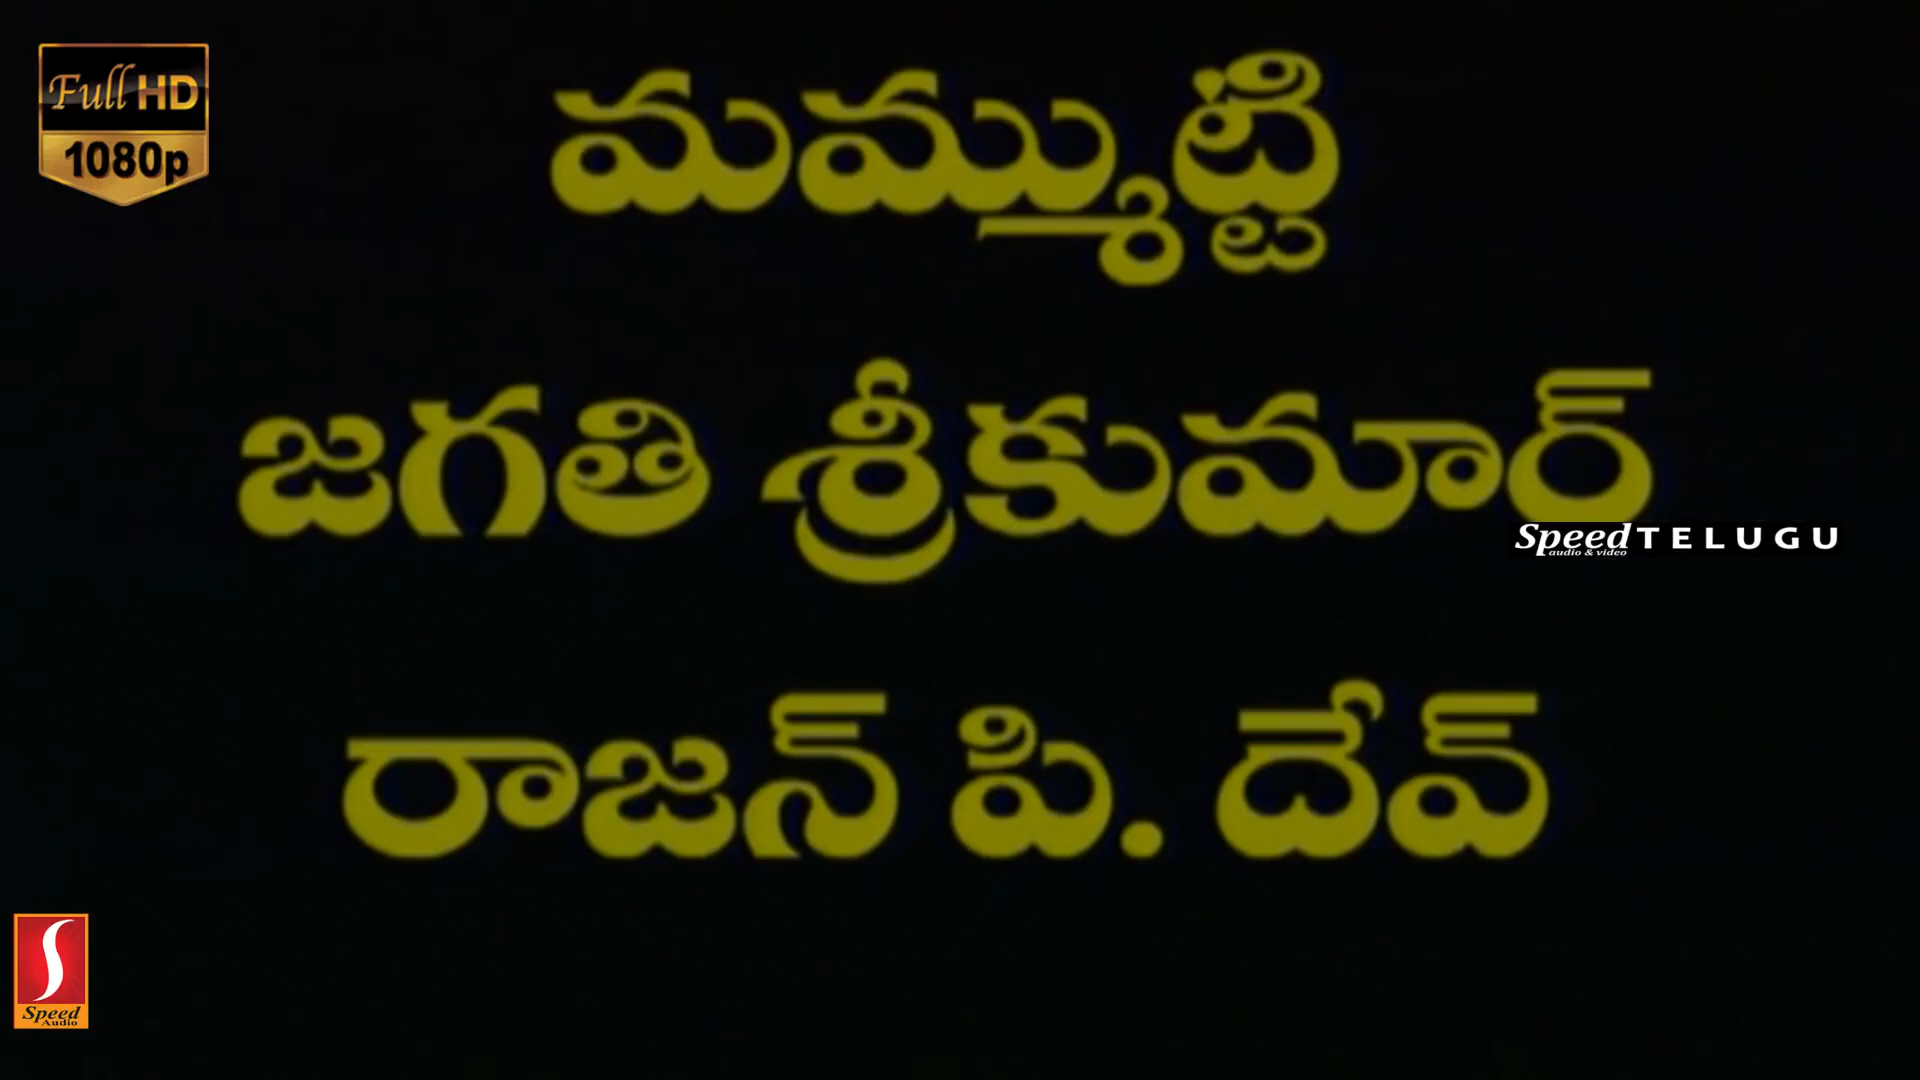 Full HD
1080p
మమ్ముట్టి
జగతి శ్రీకుమార్
Speed TELUGU
audio & video
రాజన్ పి. దేవ్
S
Speed
Audio